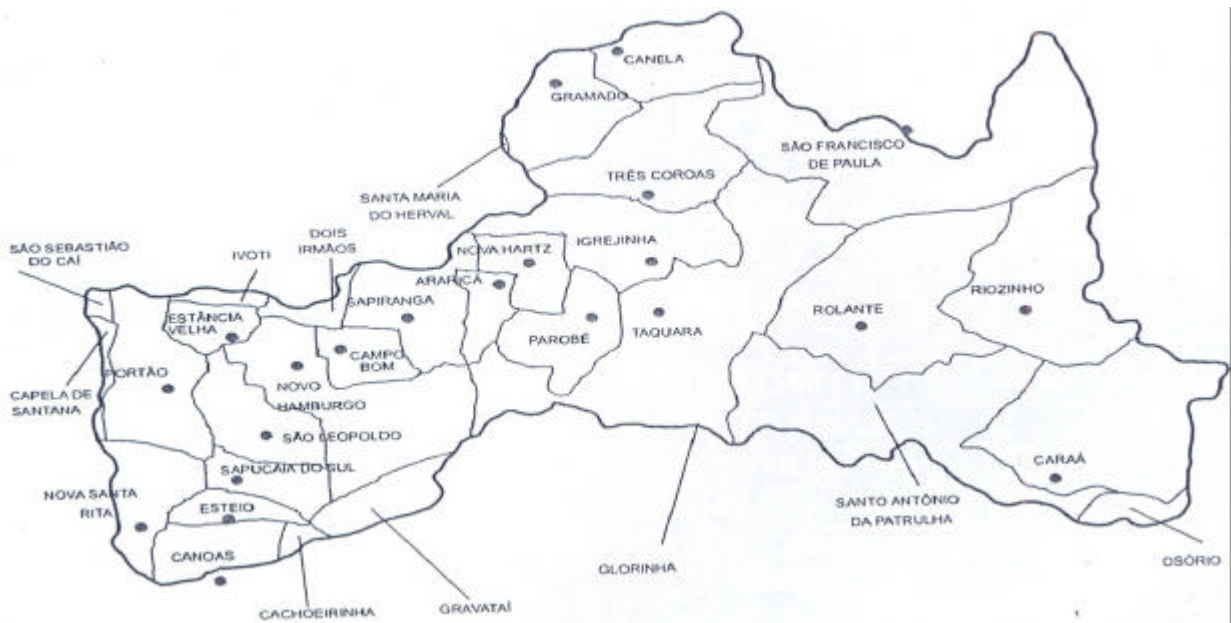 CANELA
GRAMADO
SÃO FRANCISCO
DE PAULA
TRÊS COROAS
SANTA MARIA
DO HERVAL
DOIS
IRMÃOS
SÃO SEBASTIÃO
DO CAÍ
IVOTI
NOVA HARTZ
IGREJINHA
ARARICÁ
SAPIRANGA
RIOZINHO
ROLANTE
ESTÂNCIA
VELHA
PAROBÉ
TAQUARA
CAMPO
BOM
PORTÃO
NOVO
HAMBURGO
CAPELA DE
SANTANA
SÃO LEOPOLDO
SAPUCAIA DO SUL
CARAÁ
NOVA SANTA
RITA
ESTEIO
SANTO ANTÔNIO
DA PATRULHA
CANOAS
GLORINHA
OSÓRIO
CACHOEIRINHA
GRAVATAÍ